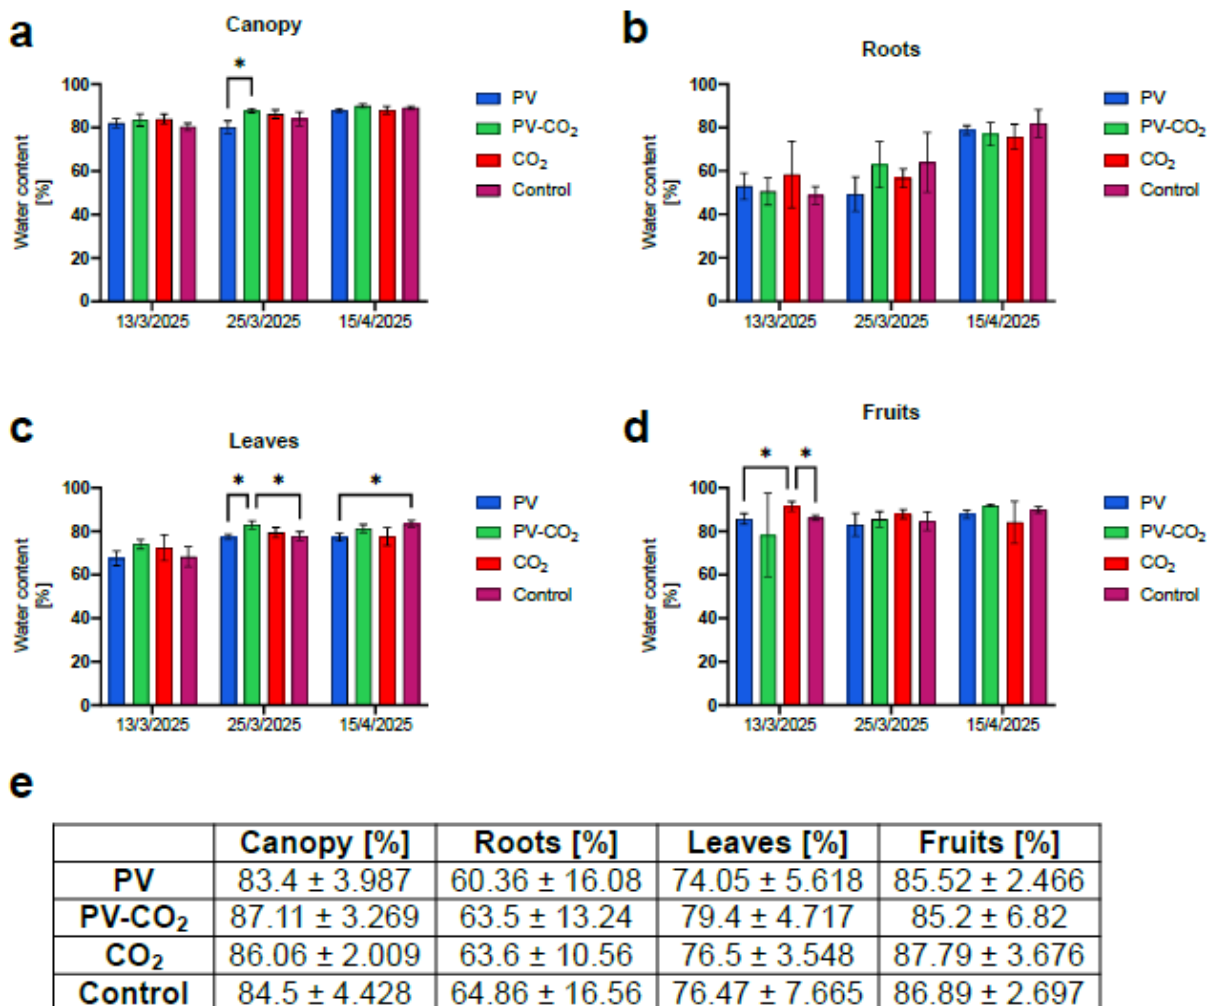 a
Canopy
*
100
80
60
40
20
0
Water content
[%]
13/3/2025 25/3/2025 15/4/2025
PV
PV-CO₂
CO₂
Control
b
Roots
100
80
60
40
20
0
Water content
[%]
13/3/2025 25/3/2025 15/4/2025
PV
PV-CO₂
CO₂
Control
c
Leaves
* * *
100
80
60
40
20
0
Water content
[%]
13/3/2025 25/3/2025 15/4/2025
PV
PV-CO₂
CO₂
Control
d
Fruits
* *
100
80
60
40
20
0
Water content
[%]
13/3/2025 25/3/2025 15/4/2025
PV
PV-CO₂
CO₂
Control
e
Canopy [%] Roots [%] Leaves [%] Fruits [%]
PV 83.4 ± 3.987 60.36 ± 16.08 74.05 ± 5.618 85.52 ± 2.466
PV-CO₂ 87.11 ± 3.269 63.5 ± 13.24 79.4 ± 4.717 85.2 ± 6.82
CO₂ 86.06 ± 2.009 63.6 ± 10.56 76.5 ± 3.548 87.79 ± 3.676
Control 84.5 ± 4.428 64.86 ± 16.56 76.47 ± 7.665 86.89 ± 2.697